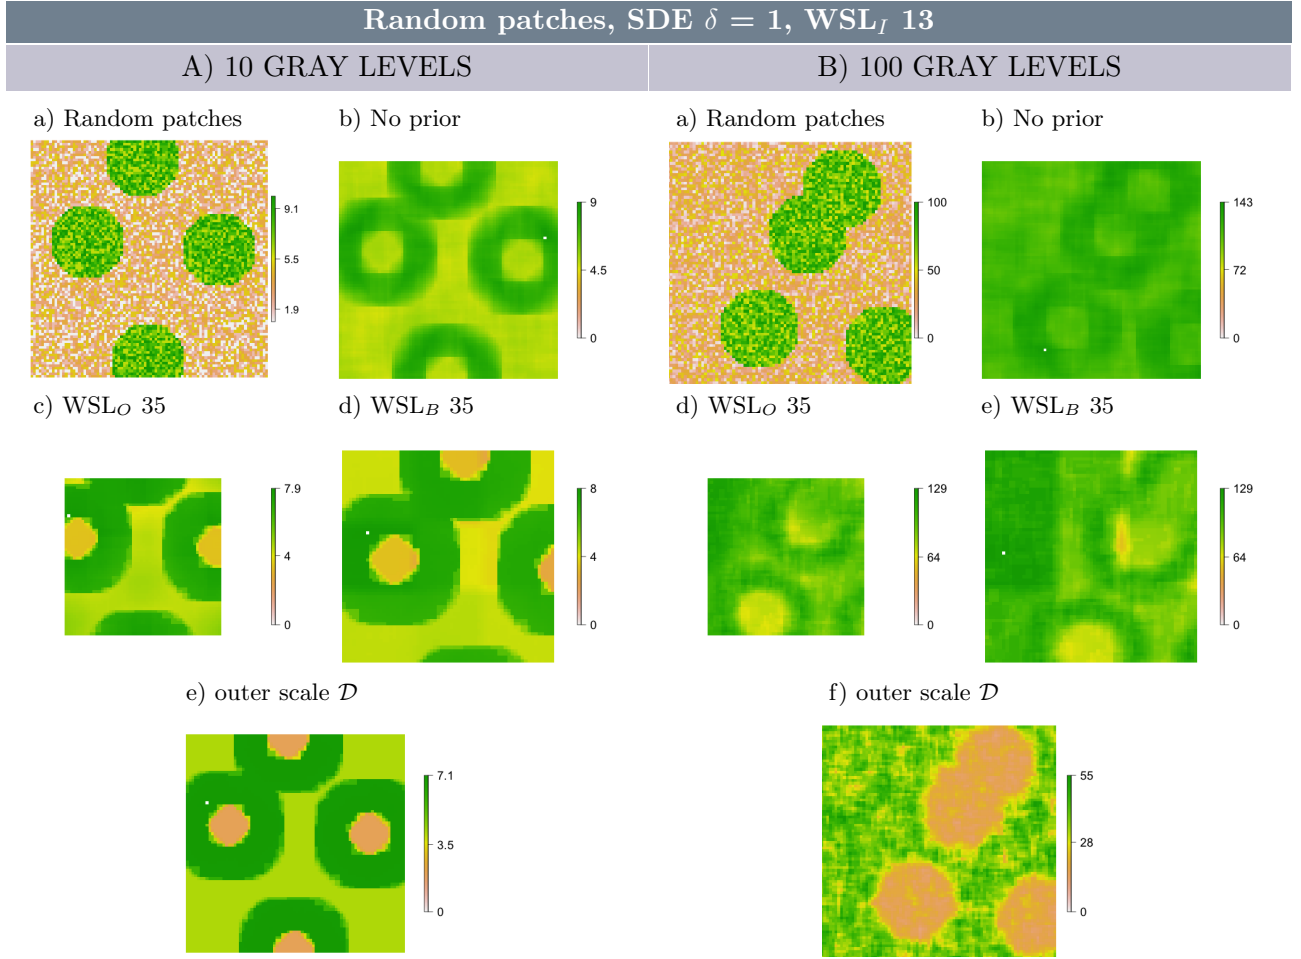 Random patches, SDE δ = 1, WSL_I 13
A) 10 GRAY LEVELS
B) 100 GRAY LEVELS
a) Random patches
b) No prior
a) Random patches
b) No prior
9.1
5.5
1.9
9
4.5
0
100
50
0
143
72
0
c) WSL_O 35
d) WSL_B 35
d) WSL_O 35
e) WSL_B 35
7.9
4
0
8
4
0
129
64
0
129
64
0
e) outer scale 𝒟
f) outer scale 𝒟
7.1
3.5
0
55
28
0